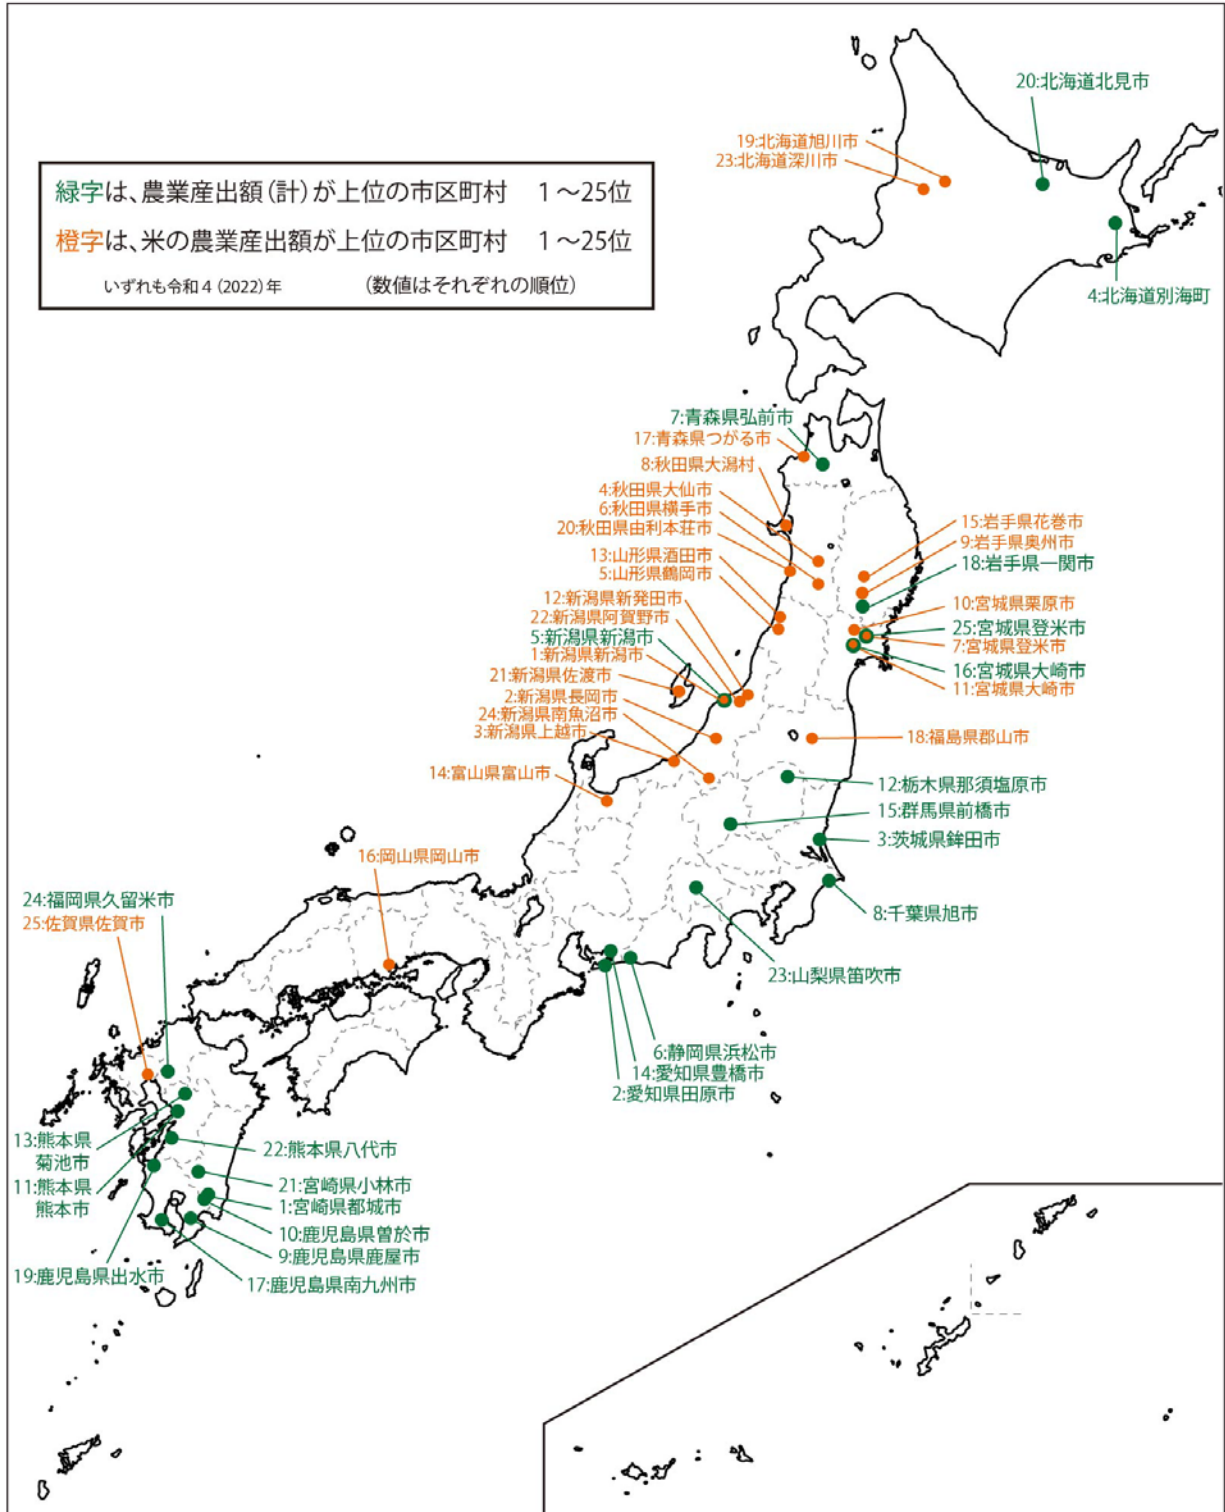 緑字は、農業産出額（計）が上位の市区町村　1～25位
橙字は、米の農業産出額が上位の市区町村　1～25位
いずれも令和４(2022)年　（数値はそれぞれの順位）
20:北海道北見市
19:北海道旭川市
23:北海道深川市
4:北海道別海町
7:青森県弘前市
17:青森県つがる市
8:秋田県大潟村
4:秋田県大仙市
6:秋田県横手市
20:秋田県由利本荘市
13:山形県酒田市
5:山形県鶴岡市
12:新潟県新発田市
22:新潟県阿賀野市
5:新潟県新潟市
1:新潟県新潟市
21:新潟県佐渡市
2:新潟県長岡市
24:新潟県南魚沼市
3:新潟県上越市
14:富山県富山市
15:岩手県花巻市
9:岩手県奥州市
18:岩手県一関市
10:宮城県栗原市
25:宮城県登米市
7:宮城県登米市
16:宮城県大崎市
11:宮城県大崎市
18:福島県郡山市
12:栃木県那須塩原市
15:群馬県前橋市
3:茨城県鉾田市
8:千葉県旭市
23:山梨県笛吹市
6:静岡県浜松市
14:愛知県豊橋市
2:愛知県田原市
16:岡山県岡山市
24:福岡県久留米市
25:佐賀県佐賀市
13:熊本県
菊池市
11:熊本県
熊本市
22:熊本県八代市
21:宮崎県小林市
1:宮崎県都城市
10:鹿児島県曽於市
9:鹿児島県鹿屋市
19:鹿児島県出水市
17:鹿児島県南九州市